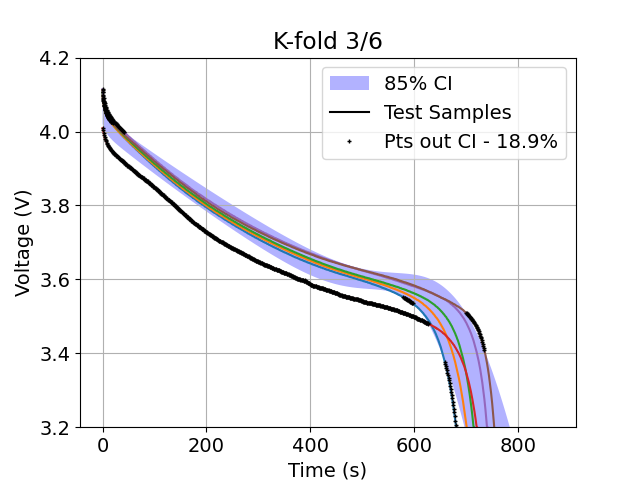 K-fold 3/6
4.2
4.0
3.8
3.6
3.4
3.2
Voltage (V)
85% CI
Test Samples
Pts out CI - 18.9%
0
200
400
600
800
Time (s)